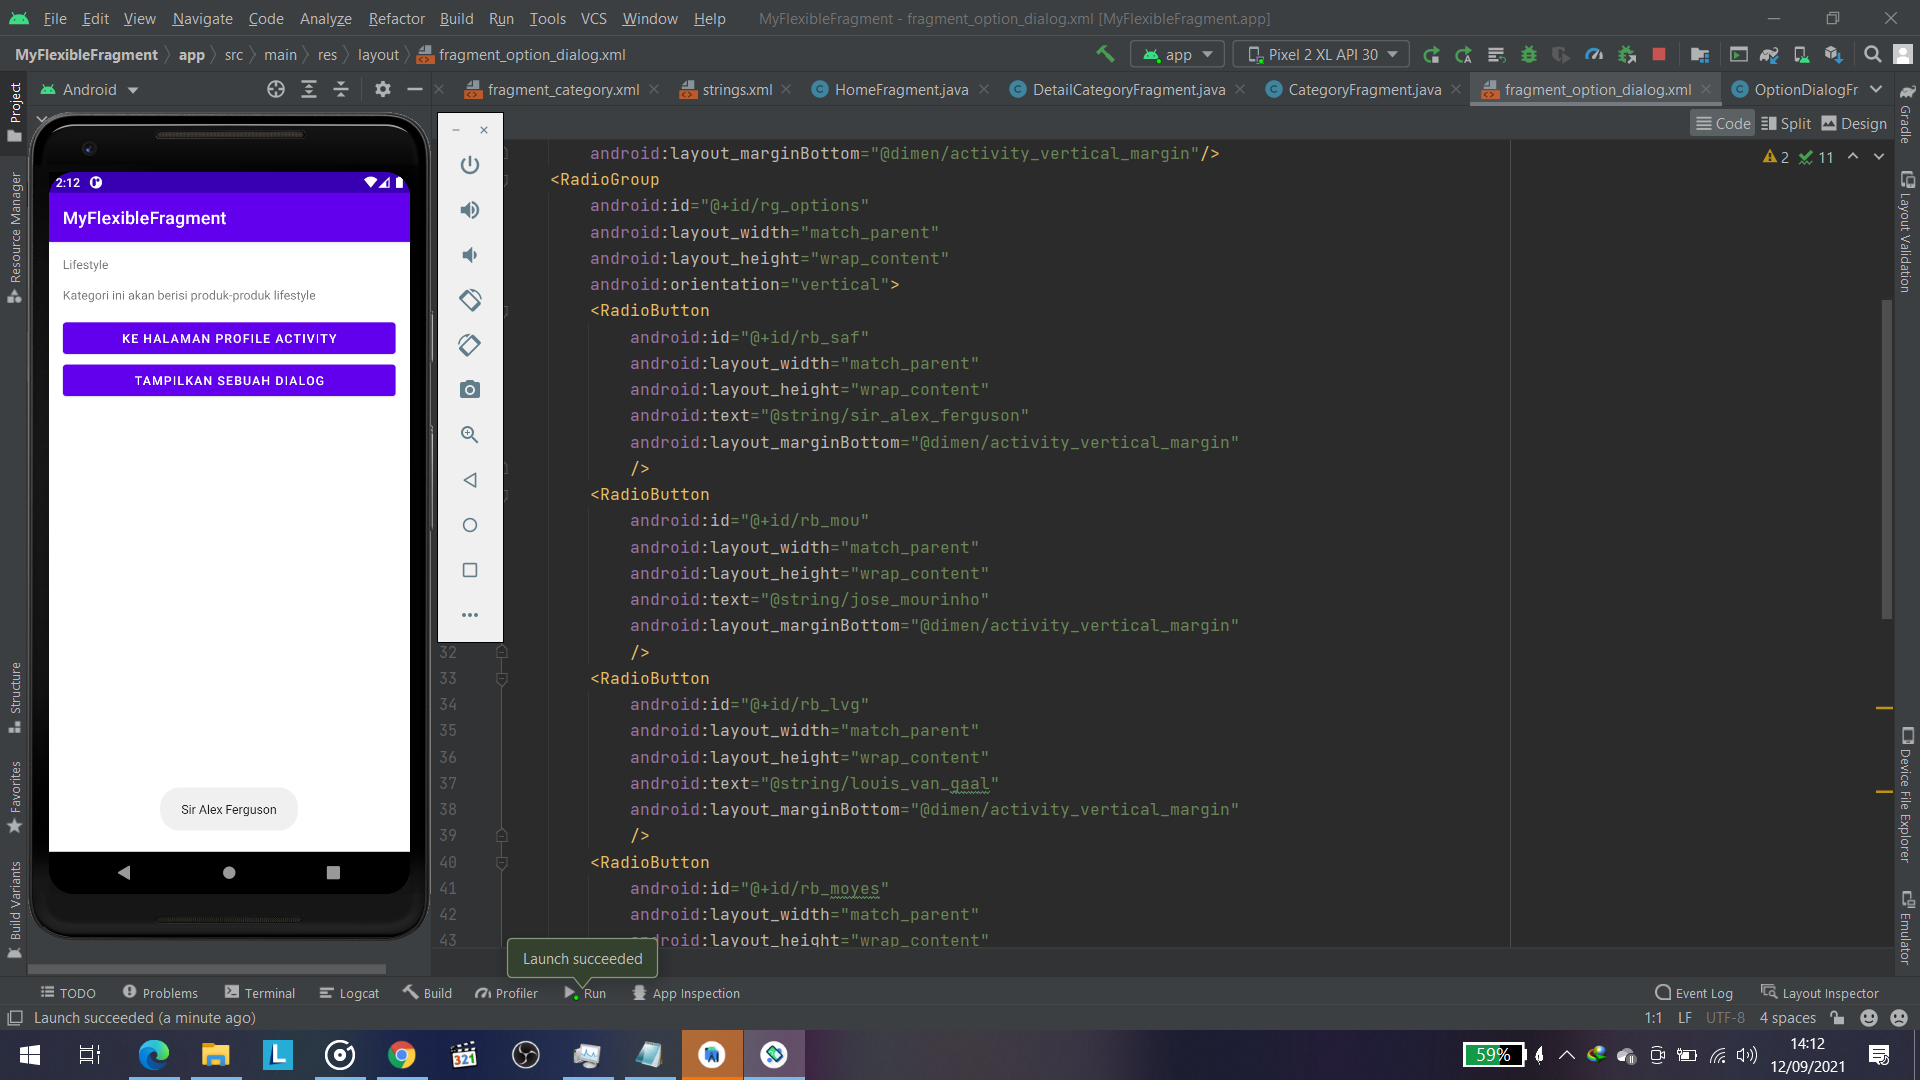 File Edit View Navigate Code Analyze Refactor Build Run Tools VCS Window Help MyFlexibleFragment - fragment_option_dialog.xml [MyFlexibleFragment.app]
MyFlexibleFragment app src main res layout fragment_option_dialog.xml app Pixel 2 XL API 30
Android fragment_category.xml strings.xml HomeFragment.java DetailCategoryFragment.java CategoryFragment.java fragment_option_dialog.xml OptionDialogFr
Code Split Design
2 11
Project
Resource Manager
Structure
Favorites
Build Variants
2:12
MyFlexibleFragment
Lifestyle
Kategori ini akan berisi produk-produk lifestyle
KE HALAMAN PROFILE ACTIVITY
TAMPILKAN SEBUAH DIALOG
Sir Alex Ferguson
android:layout_marginBottom="@dimen/activity_vertical_margin"/>
<RadioGroup
android:id="@+id/rg_options"
android:layout_width="match_parent"
android:layout_height="wrap_content"
android:orientation="vertical">
<RadioButton
android:id="@+id/rb_saf"
android:layout_width="match_parent"
android:layout_height="wrap_content"
android:text="@string/sir_alex_ferguson"
android:layout_marginBottom="@dimen/activity_vertical_margin"
/>
<RadioButton
android:id="@+id/rb_mou"
android:layout_width="match_parent"
android:layout_height="wrap_content"
android:text="@string/jose_mourinho"
android:layout_marginBottom="@dimen/activity_vertical_margin"
32 />
33 <RadioButton
34 android:id="@+id/rb_lvg"
35 android:layout_width="match_parent"
36 android:layout_height="wrap_content"
37 android:text="@string/louis_van_gaal"
38 android:layout_marginBottom="@dimen/activity_vertical_margin"
39 />
40 <RadioButton
41 android:id="@+id/rb_moyes"
42 android:layout_width="match_parent"
43 android:layout_height="wrap_content"
Launch succeeded
Gradle
Layout Validation
Device File Explorer
Emulator
TODO Problems Terminal Logcat Build Profiler Run App Inspection Event Log Layout Inspector
Launch succeeded (a minute ago) 1:1 LF UTF-8 4 spaces
L 321 59% 14:12
12/09/2021